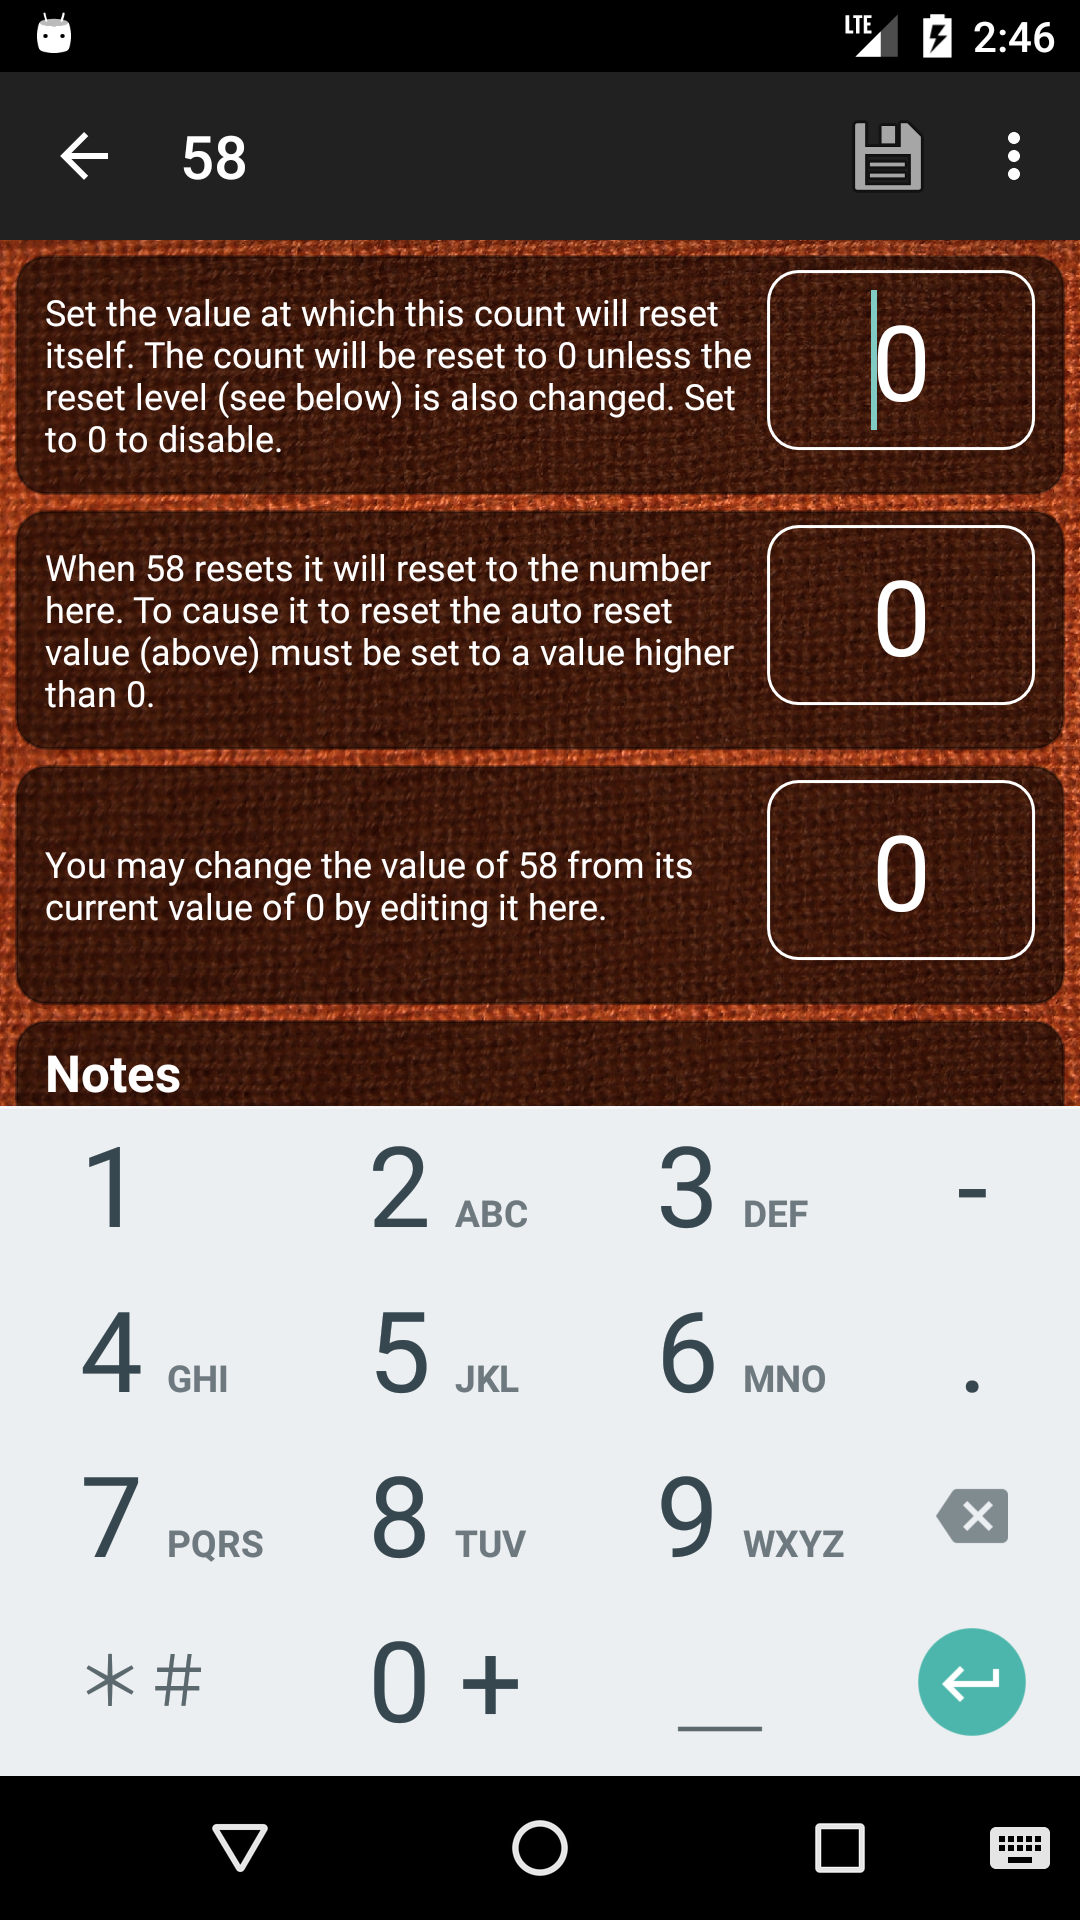 LTE 2:46
58
Set the value at which this count will reset
itself. The count will be reset to 0 unless the
reset level (see below) is also changed. Set
to 0 to disable.
0
When 58 resets it will reset to the number
here. To cause it to reset the auto reset
value (above) must be set to a value higher
than 0.
0
You may change the value of 58 from its
current value of 0 by editing it here.
0
Notes
1 2 ABC 3 DEF -
4 GHI 5 JKL 6 MNO .
7 PQRS 8 TUV 9 WXYZ
* # 0 + _